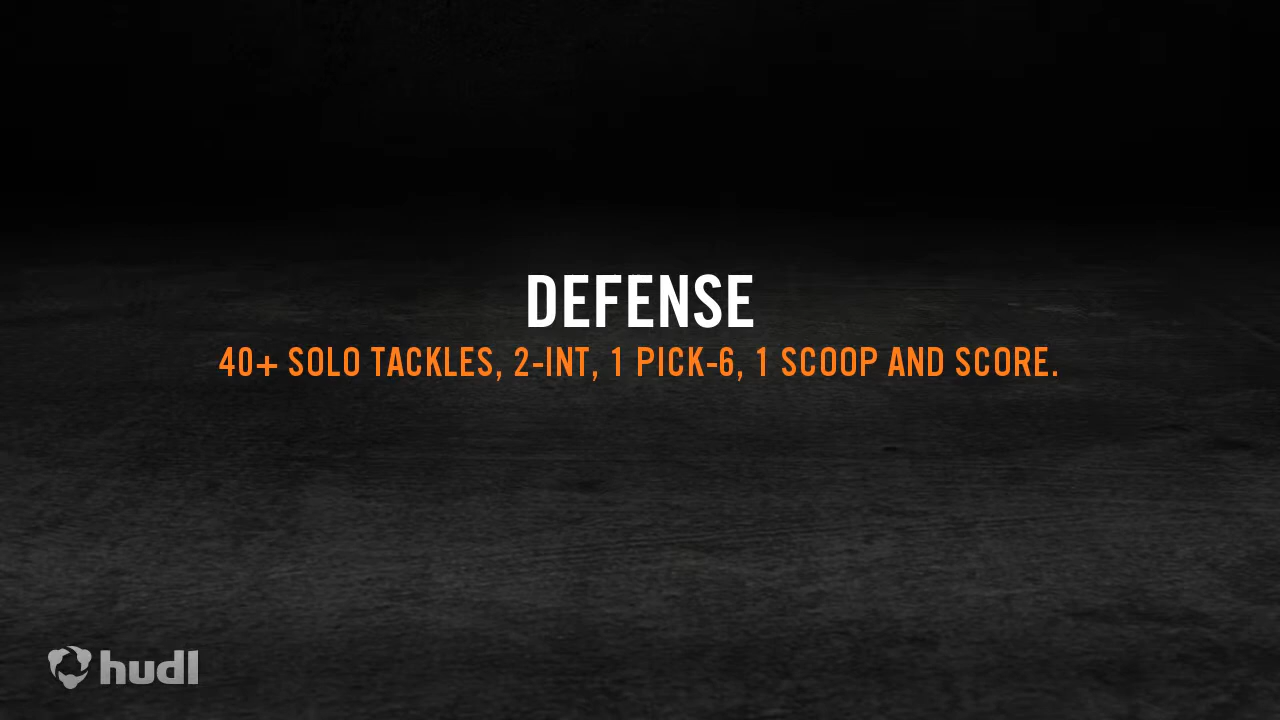 DEFENSE
40+ SOLO TACKLES, 2-INT, 1 PICK-6, 1 SCOOP AND SCORE.
hudl